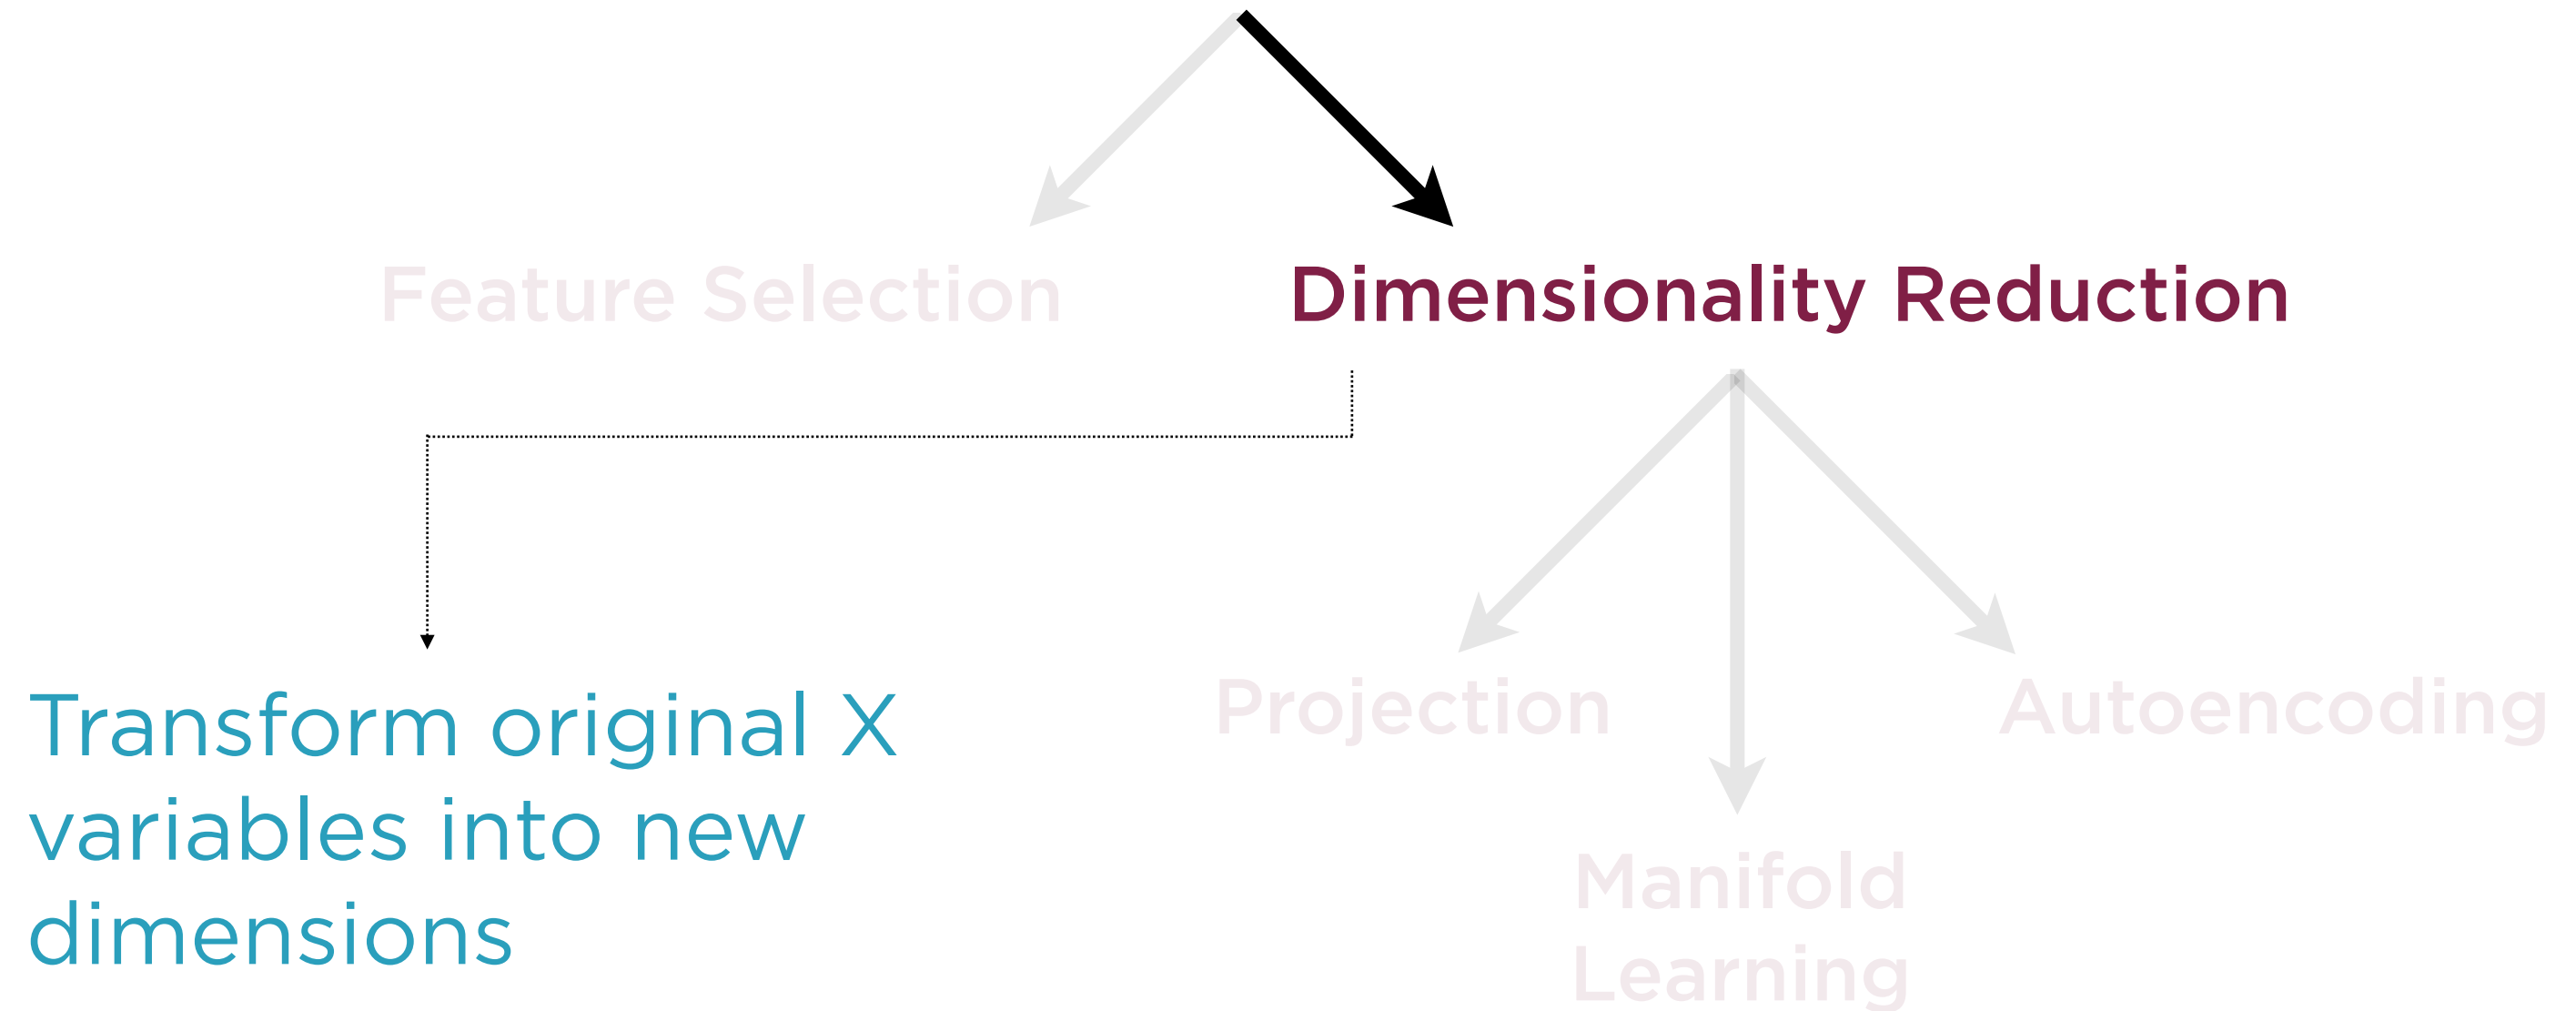 Feature Selection
Dimensionality Reduction
Transform original X
variables into new
dimensions
Projection
Autoencoding
Manifold
Learning